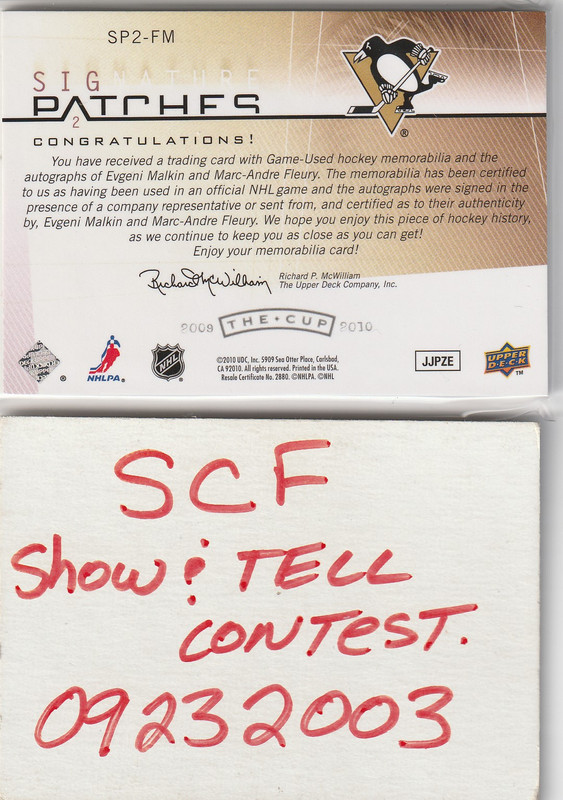 SP2-FM
SIGNATURE
PATCHES
2
CONGRATULATIONS!
You have received a trading card with Game-Used hockey memorabilia and the
autographs of Evgeni Malkin and Marc-Andre Fleury. The memorabilia has been certified
to us as having been used in an official NHL game and the autographs were signed in the
presence of a company representative or sent from, and certified as to their authenticity
by, Evgeni Malkin and Marc-Andre Fleury. We hope you enjoy this piece of hockey history,
as we continue to keep you as close as you can get!
Enjoy your memorabilia card!
Richard McWilliam
Richard P. McWilliam
The Upper Deck Company, Inc.
2009 THE•CUP 2010
NHLPA.
NHL
©2010 UDC, Inc. 5909 Sea Otter Place, Carlsbad,
CA 92010. All rights reserved. Printed in the USA.
Resale Certificate No. 2880. ©NHLPA. ©NHL
JJPZE
UPPER
DECK
SCF
Show & TELL
CONTEST.
09232003